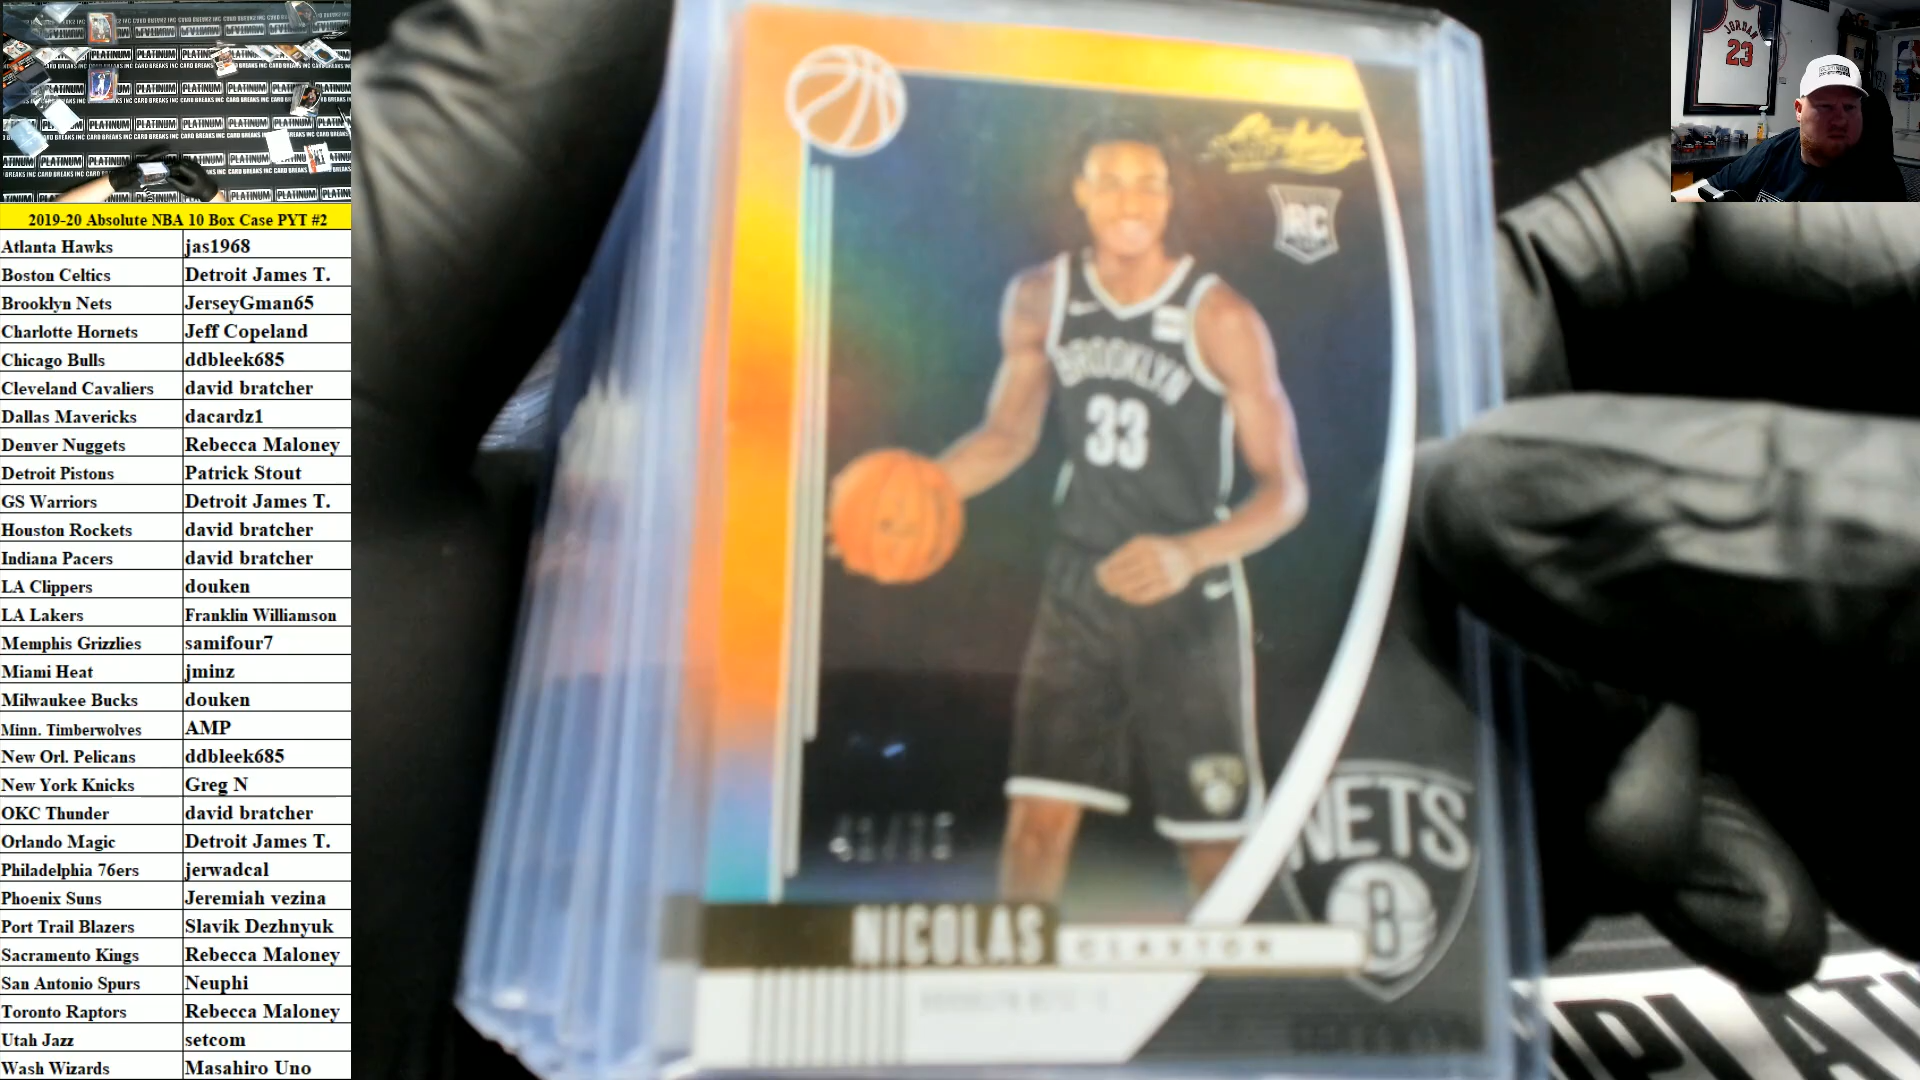 2019-20 Absolute NBA 10 Box Case PYT #2
Atlanta Hawks jas1968
Boston Celtics Detroit James T.
Brooklyn Nets JerseyGman65
Charlotte Hornets Jeff Copeland
Chicago Bulls ddbleek685
Cleveland Cavaliers david bratcher
Dallas Mavericks dacardz1
Denver Nuggets Rebecca Maloney
Detroit Pistons Patrick Stout
GS Warriors Detroit James T.
Houston Rockets david bratcher
Indiana Pacers david bratcher
LA Clippers douken
LA Lakers Franklin Williamson
Memphis Grizzlies samifour7
Miami Heat jminz
Milwaukee Bucks douken
Minn. Timberwolves AMP
New Orl. Pelicans ddbleek685
New York Knicks Greg N
OKC Thunder david bratcher
Orlando Magic Detroit James T.
Philadelphia 76ers jerwadcal
Phoenix Suns Jeremiah vezina
Port Trail Blazers Slavik Dezhnyuk
Sacramento Kings Rebecca Maloney
San Antonio Spurs Neuphi
Toronto Raptors Rebecca Maloney
Utah Jazz setcom
Wash Wizards Masahiro Uno
Absolute
RC
BROOKLYN
33
NETS
B
NICOLAS CLAXTON
JORDAN
23
PLATINUM
CARD BREAKS INC